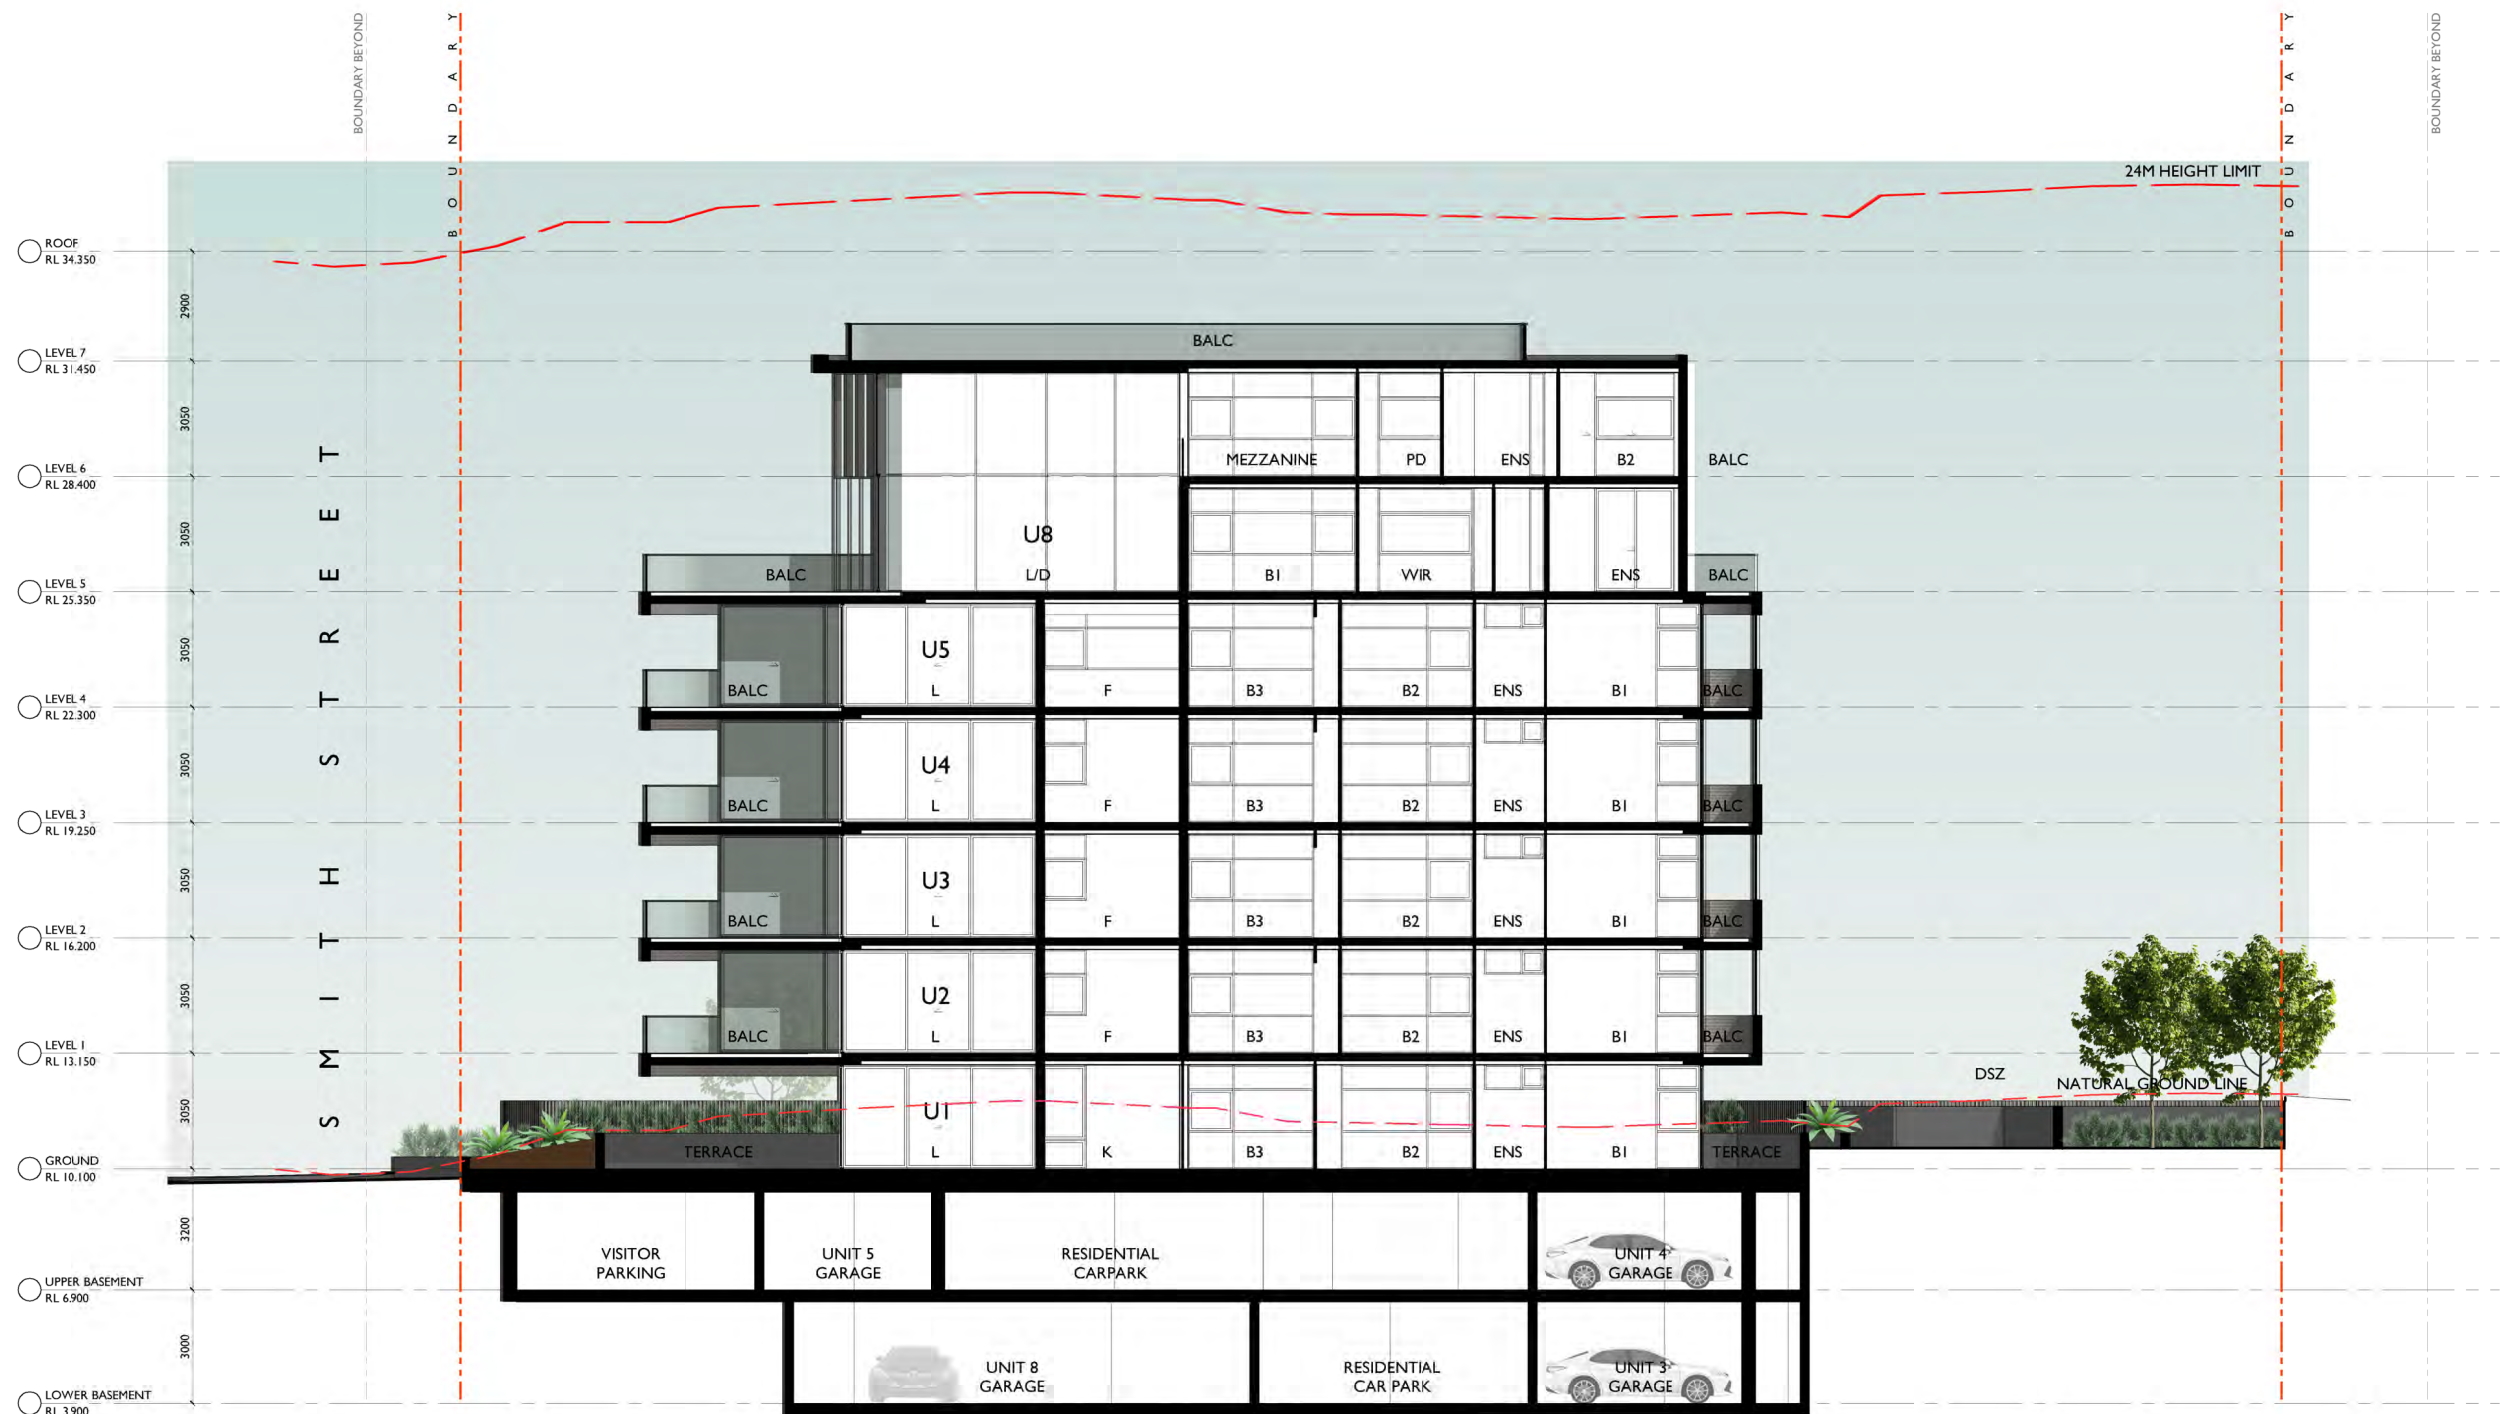 BOUNDARY BEYOND
BOUNDARY
BOUNDARY
BOUNDARY BEYOND
24M HEIGHT LIMIT
ROOF
RL 34.350
2900
BALC
LEVEL 7
RL 31.450
3050
MEZZANINE PD ENS B2 BALC
LEVEL 6
RL 28.400
3050
U8
BALC L/D B1 WIR ENS BALC
LEVEL 5
RL 25.350
3050
U5
BALC L F B3 B2 ENS B1 BALC
LEVEL 4
RL 22.300
3050
U4
BALC L F B3 B2 ENS B1 BALC
LEVEL 3
RL 19.250
3050
U3
BALC L F B3 B2 ENS B1 BALC
LEVEL 2
RL 16.200
3050
U2
BALC L F B3 B2 ENS B1 BALC
LEVEL 1
RL 13.150
3050
SMITH STREET
DSZ
NATURAL GROUND LINE
U1
TERRACE L K B3 B2 ENS B1 TERRACE
GROUND
RL 10.100
3200
VISITOR
PARKING
UNIT 5
GARAGE
RESIDENTIAL
CARPARK
UNIT 4
GARAGE
UPPER BASEMENT
RL 6.900
3000
UNIT 8
GARAGE
RESIDENTIAL
CAR PARK
UNIT 3
GARAGE
LOWER BASEMENT
RL 3.900